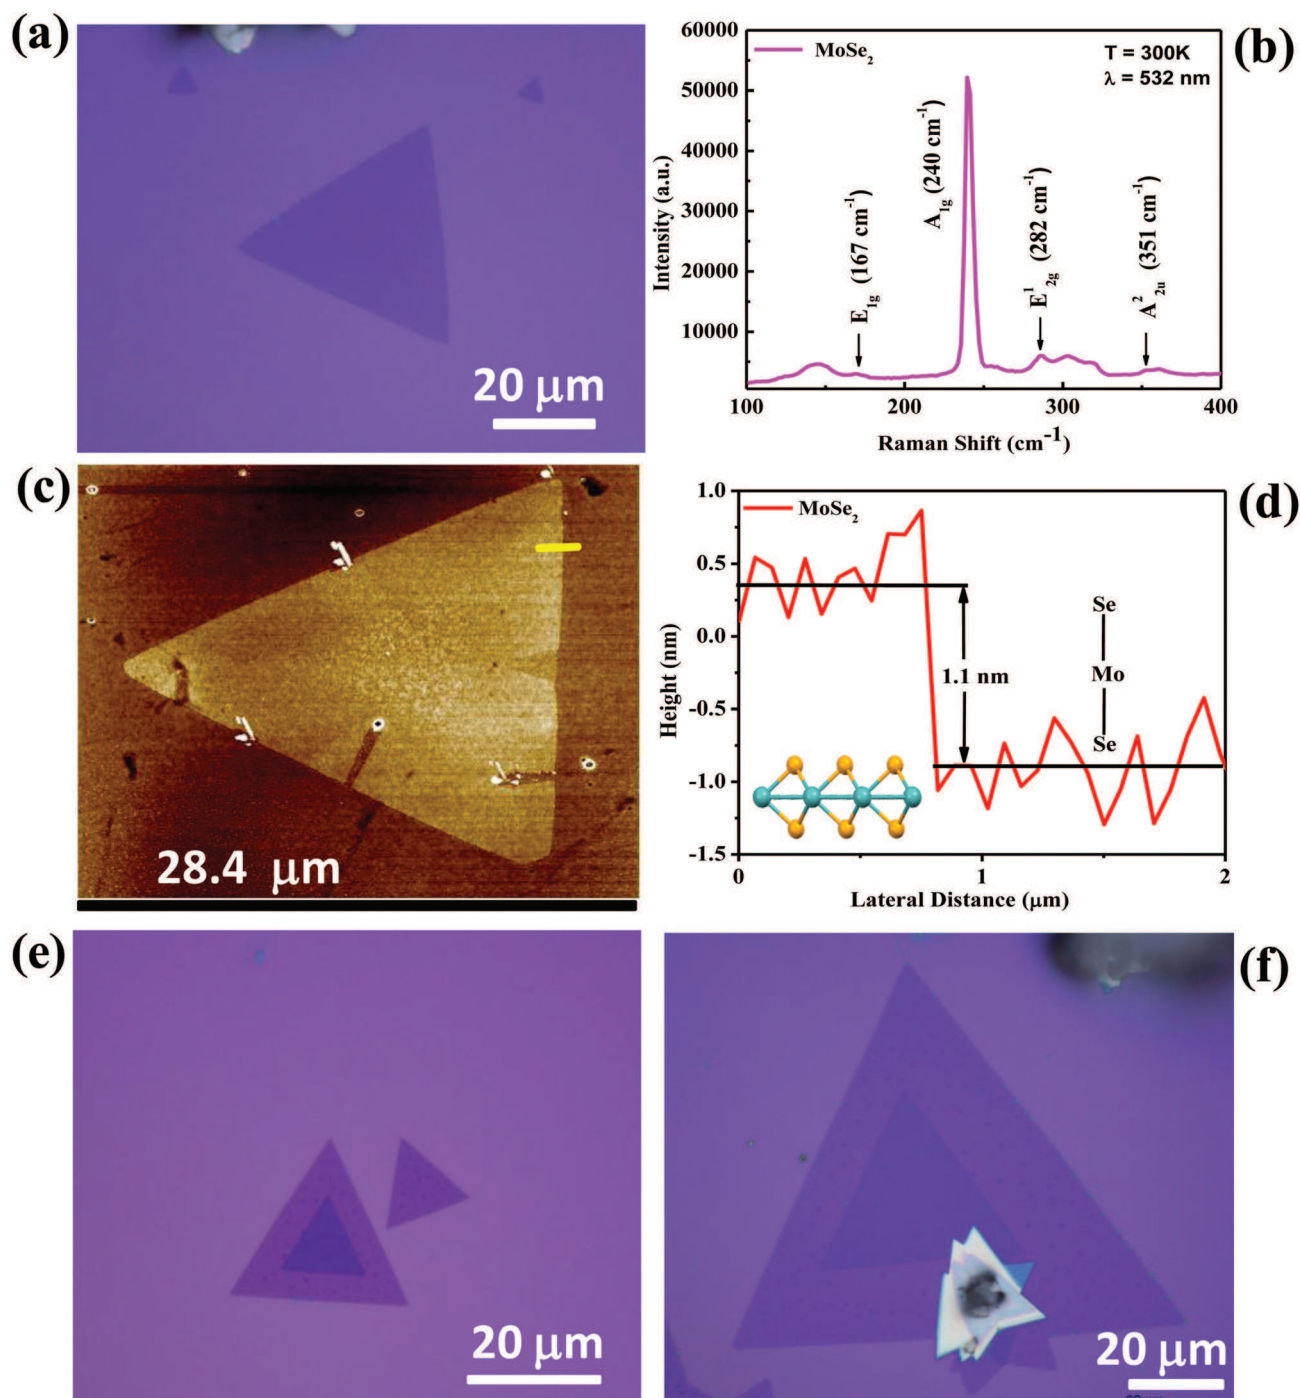 (a)
20 μm
(b)
MoSe₂
T = 300K
λ = 532 nm
60000
50000
40000
30000
20000
10000
Intensity (a.u.)
E₁g (167 cm⁻¹)
A₁g (240 cm⁻¹)
E¹₂g (282 cm⁻¹)
A²₂u (351 cm⁻¹)
100 200 300 400
Raman Shift (cm⁻¹)
(c)
28.4 μm
(d)
MoSe₂
1.0
0.5
0.0
-0.5
-1.0
-1.5
Height (nm)
1.1 nm
Se
Mo
Se
0 1 2
Lateral Distance (μm)
(e)
20 μm
(f)
20 μm